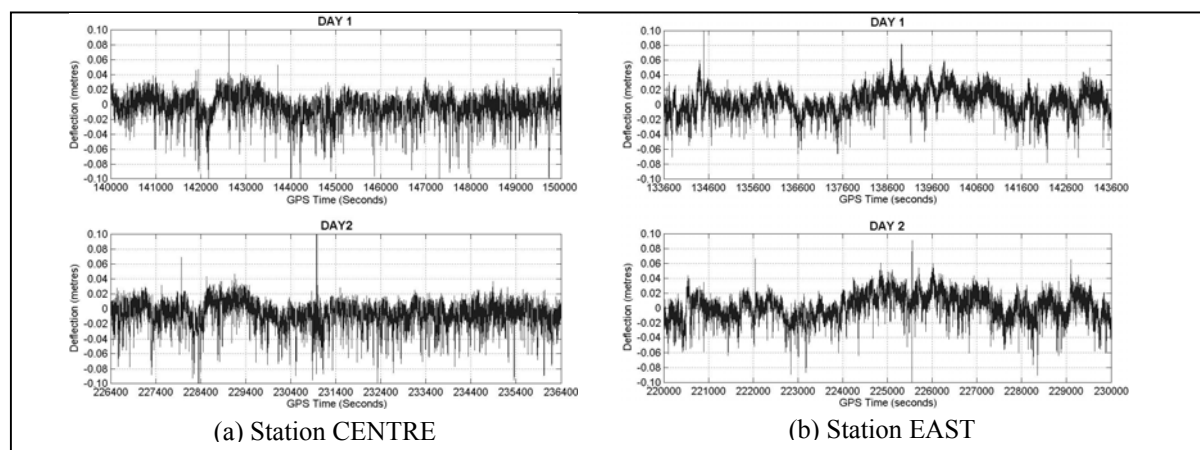 DAY 1
Deflection (metres)
0.10
0.08
0.06
0.04
0.02
0
-0.02
-0.04
-0.06
-0.08
-0.10
140000 141000 142000 143000 144000 145000 146000 147000 148000 149000 150000
GPS Time (seconds)
DAY2
Deflection (metres)
0.10
0.08
0.06
0.04
0.02
0
-0.02
-0.04
-0.06
-0.08
-0.10
226400 227400 228400 229400 230400 231400 232400 233400 234400 235400 236400
GPS Time (Seconds)
(a) Station CENTRE
DAY 1
Deflection (metres)
0.10
0.08
0.06
0.04
0.02
0
-0.02
-0.04
-0.06
-0.08
-0.10
133600 134600 135600 136600 137600 138600 139600 140600 141600 142600 143600
GPS Time (seconds)
DAY 2
Deflection (metres)
0.10
0.08
0.06
0.04
0.02
0
-0.02
-0.04
-0.06
-0.08
-0.10
220000 221000 222000 223000 224000 225000 226000 227000 228000 229000 230000
GPS Time (Seconds)
(b) Station EAST